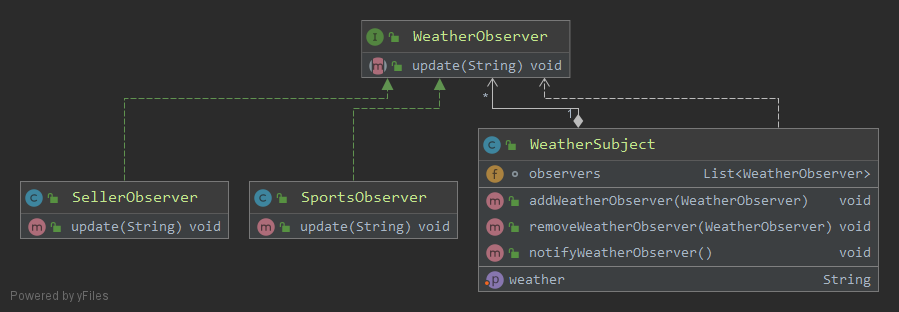 WeatherObserver
update(String) void
*
1
WeatherSubject
observers List<WeatherObserver>
addWeatherObserver(WeatherObserver) void
removeWeatherObserver(WeatherObserver) void
notifyWeatherObserver() void
weather String
SellerObserver
update(String) void
SportsObserver
update(String) void
Powered by yFiles